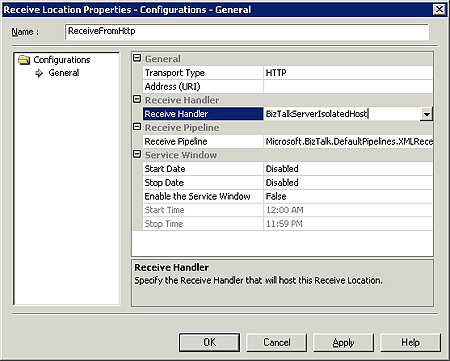 Receive Location Properties - Configurations - General
Name : ReceiveFromHttp
Configurations
General
General
Transport Type HTTP
Address (URI)
Receive Handler
Receive Handler BizTalkServerIsolatedHost
Receive Pipeline
Receive Pipeline Microsoft.BizTalk.DefaultPipelines.XMLRece
Service Window
Start Date Disabled
Stop Date Disabled
Enable the Service Window False
Start Time 12:00 AM
Stop Time 11:59 PM
Receive Handler
Specify the Receive Handler that will host this Receive Location.
OK Cancel Apply Help